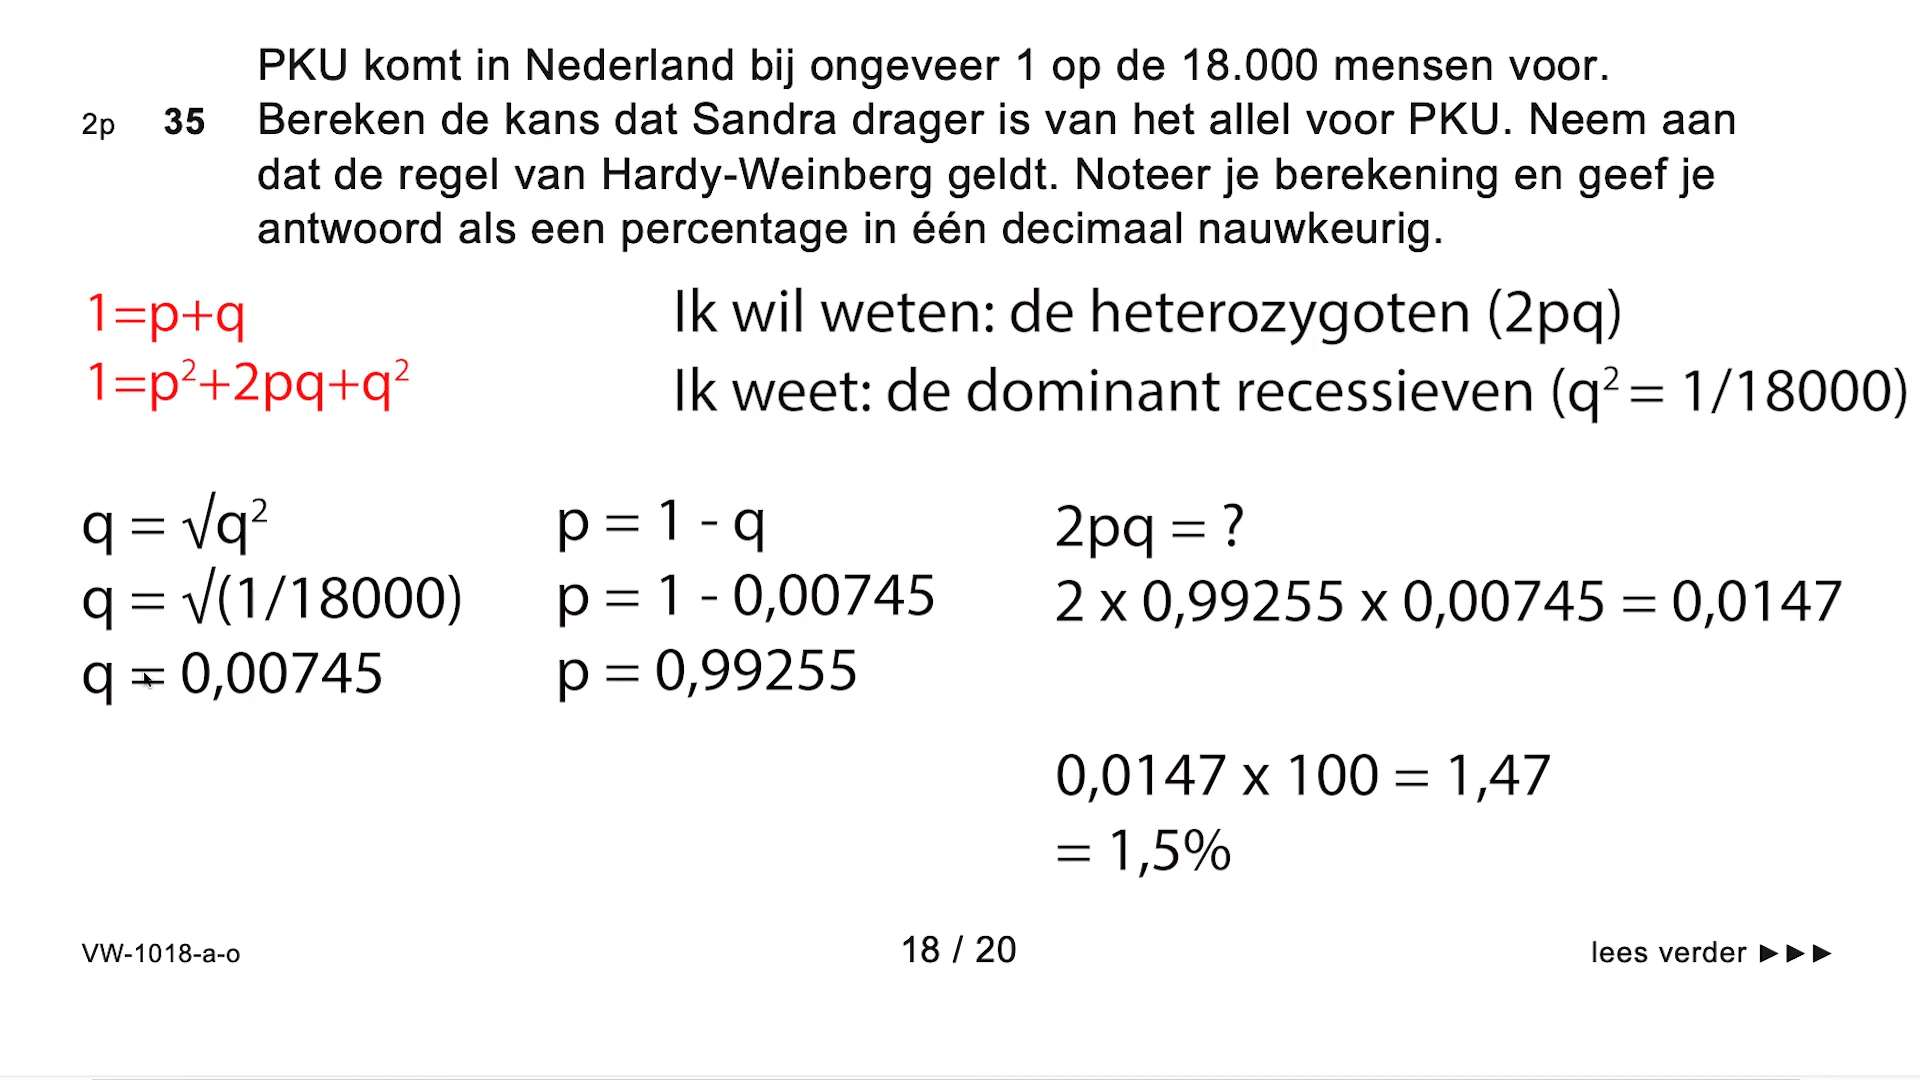 PKU komt in Nederland bij ongeveer 1 op de 18.000 mensen voor.
2p 35 Bereken de kans dat Sandra drager is van het allel voor PKU. Neem aan
dat de regel van Hardy-Weinberg geldt. Noteer je berekening en geef je
antwoord als een percentage in één decimaal nauwkeurig.
1=p+q
1=p²+2pq+q²
Ik wil weten: de heterozygoten (2pq)
Ik weet: de dominant recessieven (q² = 1/18000)
q = √q²
q = √(1/18000)
q = 0,00745
p = 1 - q
p = 1 - 0,00745
p = 0,99255
2pq = ?
2 x 0,99255 x 0,00745 = 0,0147
0,0147 x 100 = 1,47
= 1,5%
VW-1018-a-o
18 / 20
lees verder ►►►